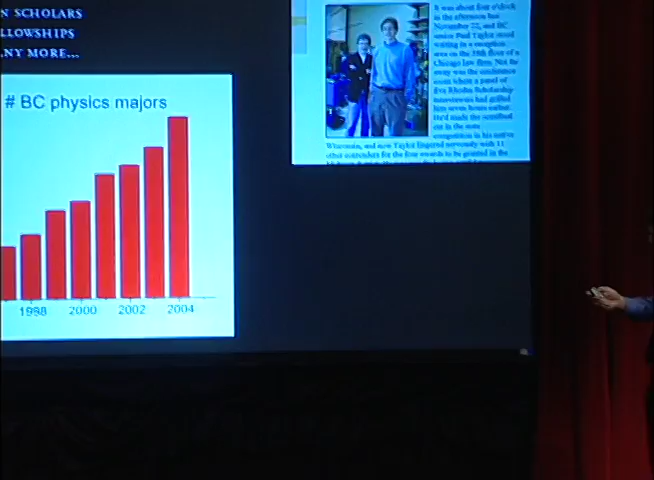 N SCHOLARS
LLOWSHIPS
NY MORE...
# BC physics majors
1998
2000
2002
2004
It was about four o'clock
in the afternoon last
November 22, and BC
senior Paul Taylor stood
waiting in a reception
area on the 35th floor of a
Chicago law firm. Not far
away was the conference
room where a panel of
five Rhodes Scholarship
interviewers had grilled
him seven hours earlier.
He'd made the
cut in the state
competition in his native
Wisconsin, and now Taylor lingered nervously with 11
other contenders for the four awards to be granted in the